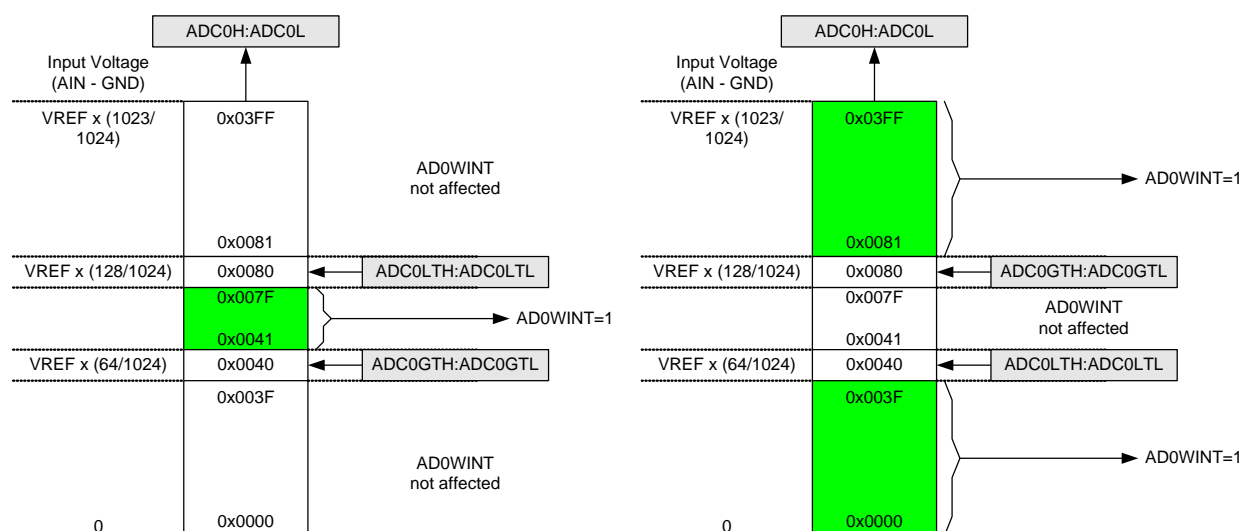 ADC0H:ADC0L
Input Voltage
(AIN - GND)
VREF x (1023/
1024)
0x03FF
AD0WINT
not affected
0x0081
VREF x (128/1024)
0x0080
ADC0LTH:ADC0LTL
0x007F
AD0WINT=1
0x0041
VREF x (64/1024)
0x0040
ADC0GTH:ADC0GTL
0x003F
AD0WINT
not affected
0
0x0000
ADC0H:ADC0L
Input Voltage
(AIN - GND)
VREF x (1023/
1024)
0x03FF
AD0WINT=1
0x0081
VREF x (128/1024)
0x0080
ADC0GTH:ADC0GTL
0x007F
AD0WINT
not affected
0x0041
VREF x (64/1024)
0x0040
ADC0LTH:ADC0LTL
0x003F
AD0WINT=1
0
0x0000